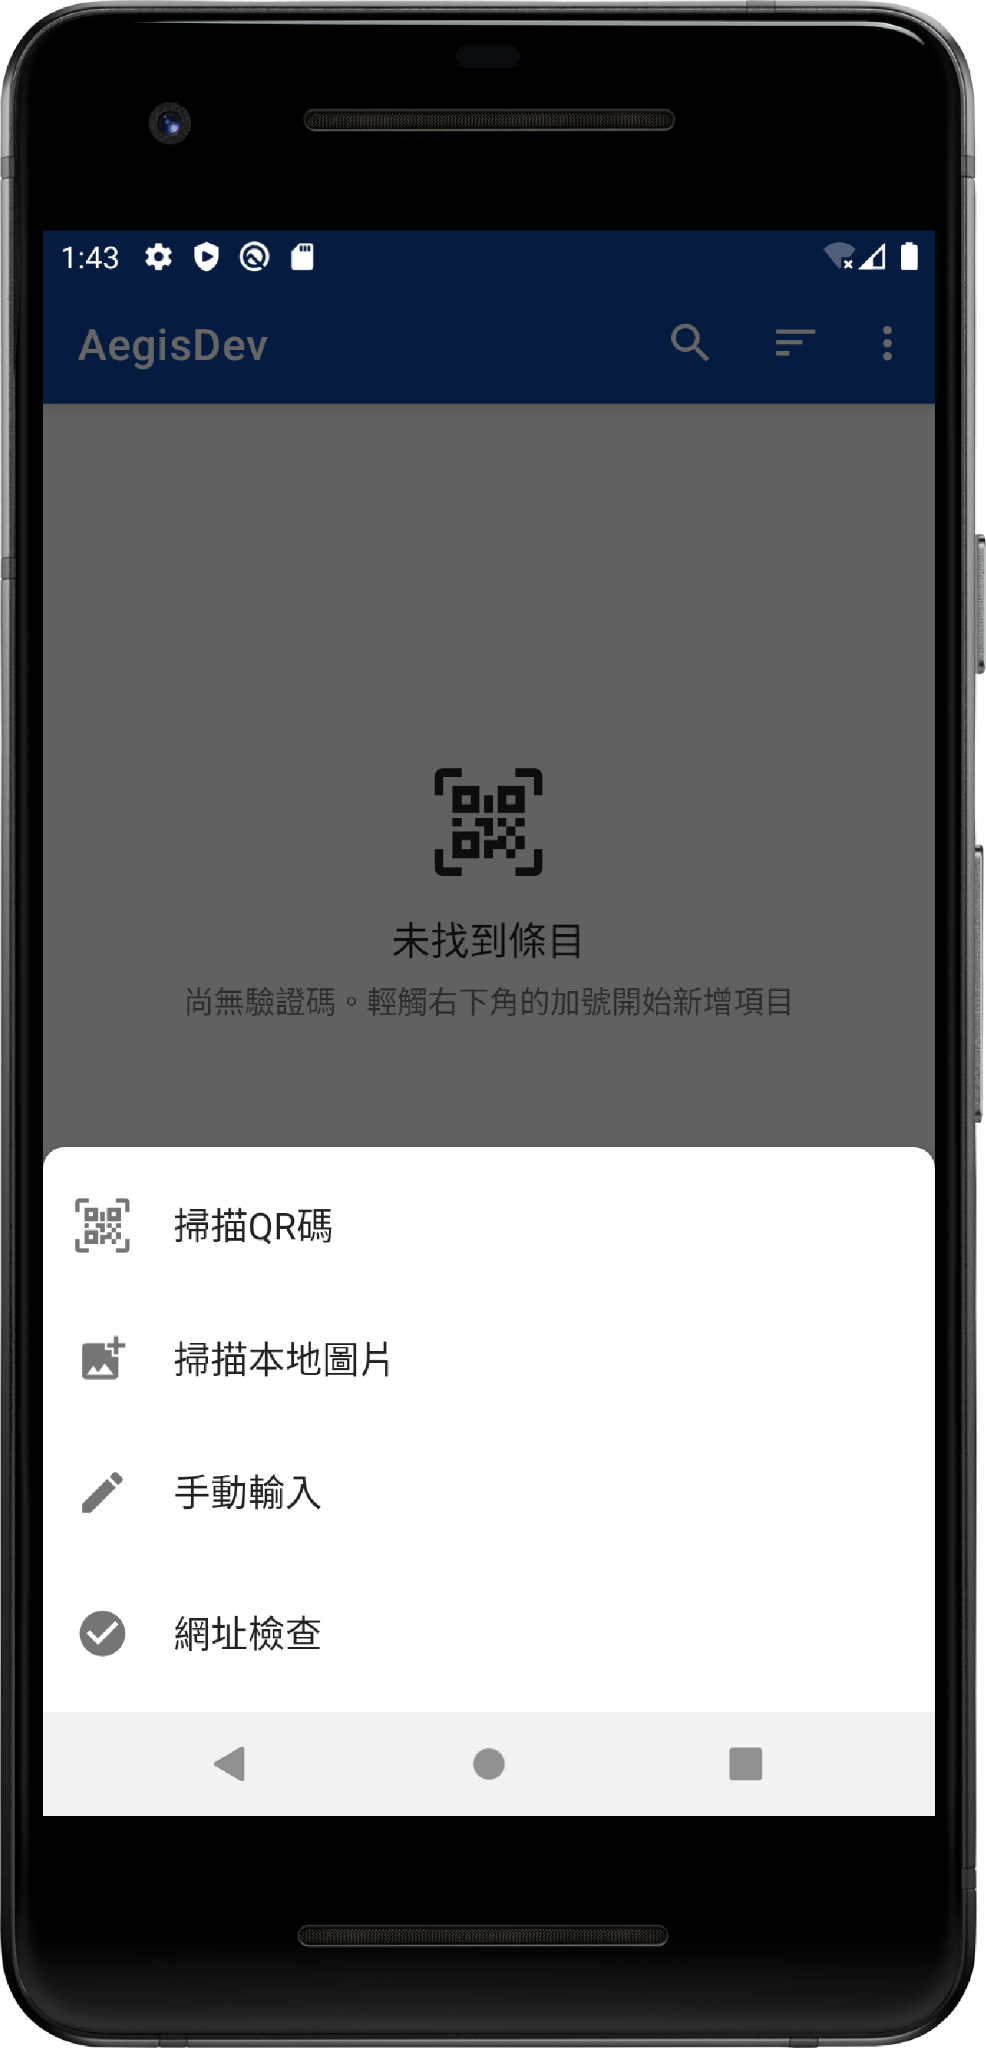 1:43
AegisDev
未找到條目
尚無驗證碼。輕觸右下角的加號開始新增項目
掃描QR碼
掃描本地圖片
手動輸入
網址檢查